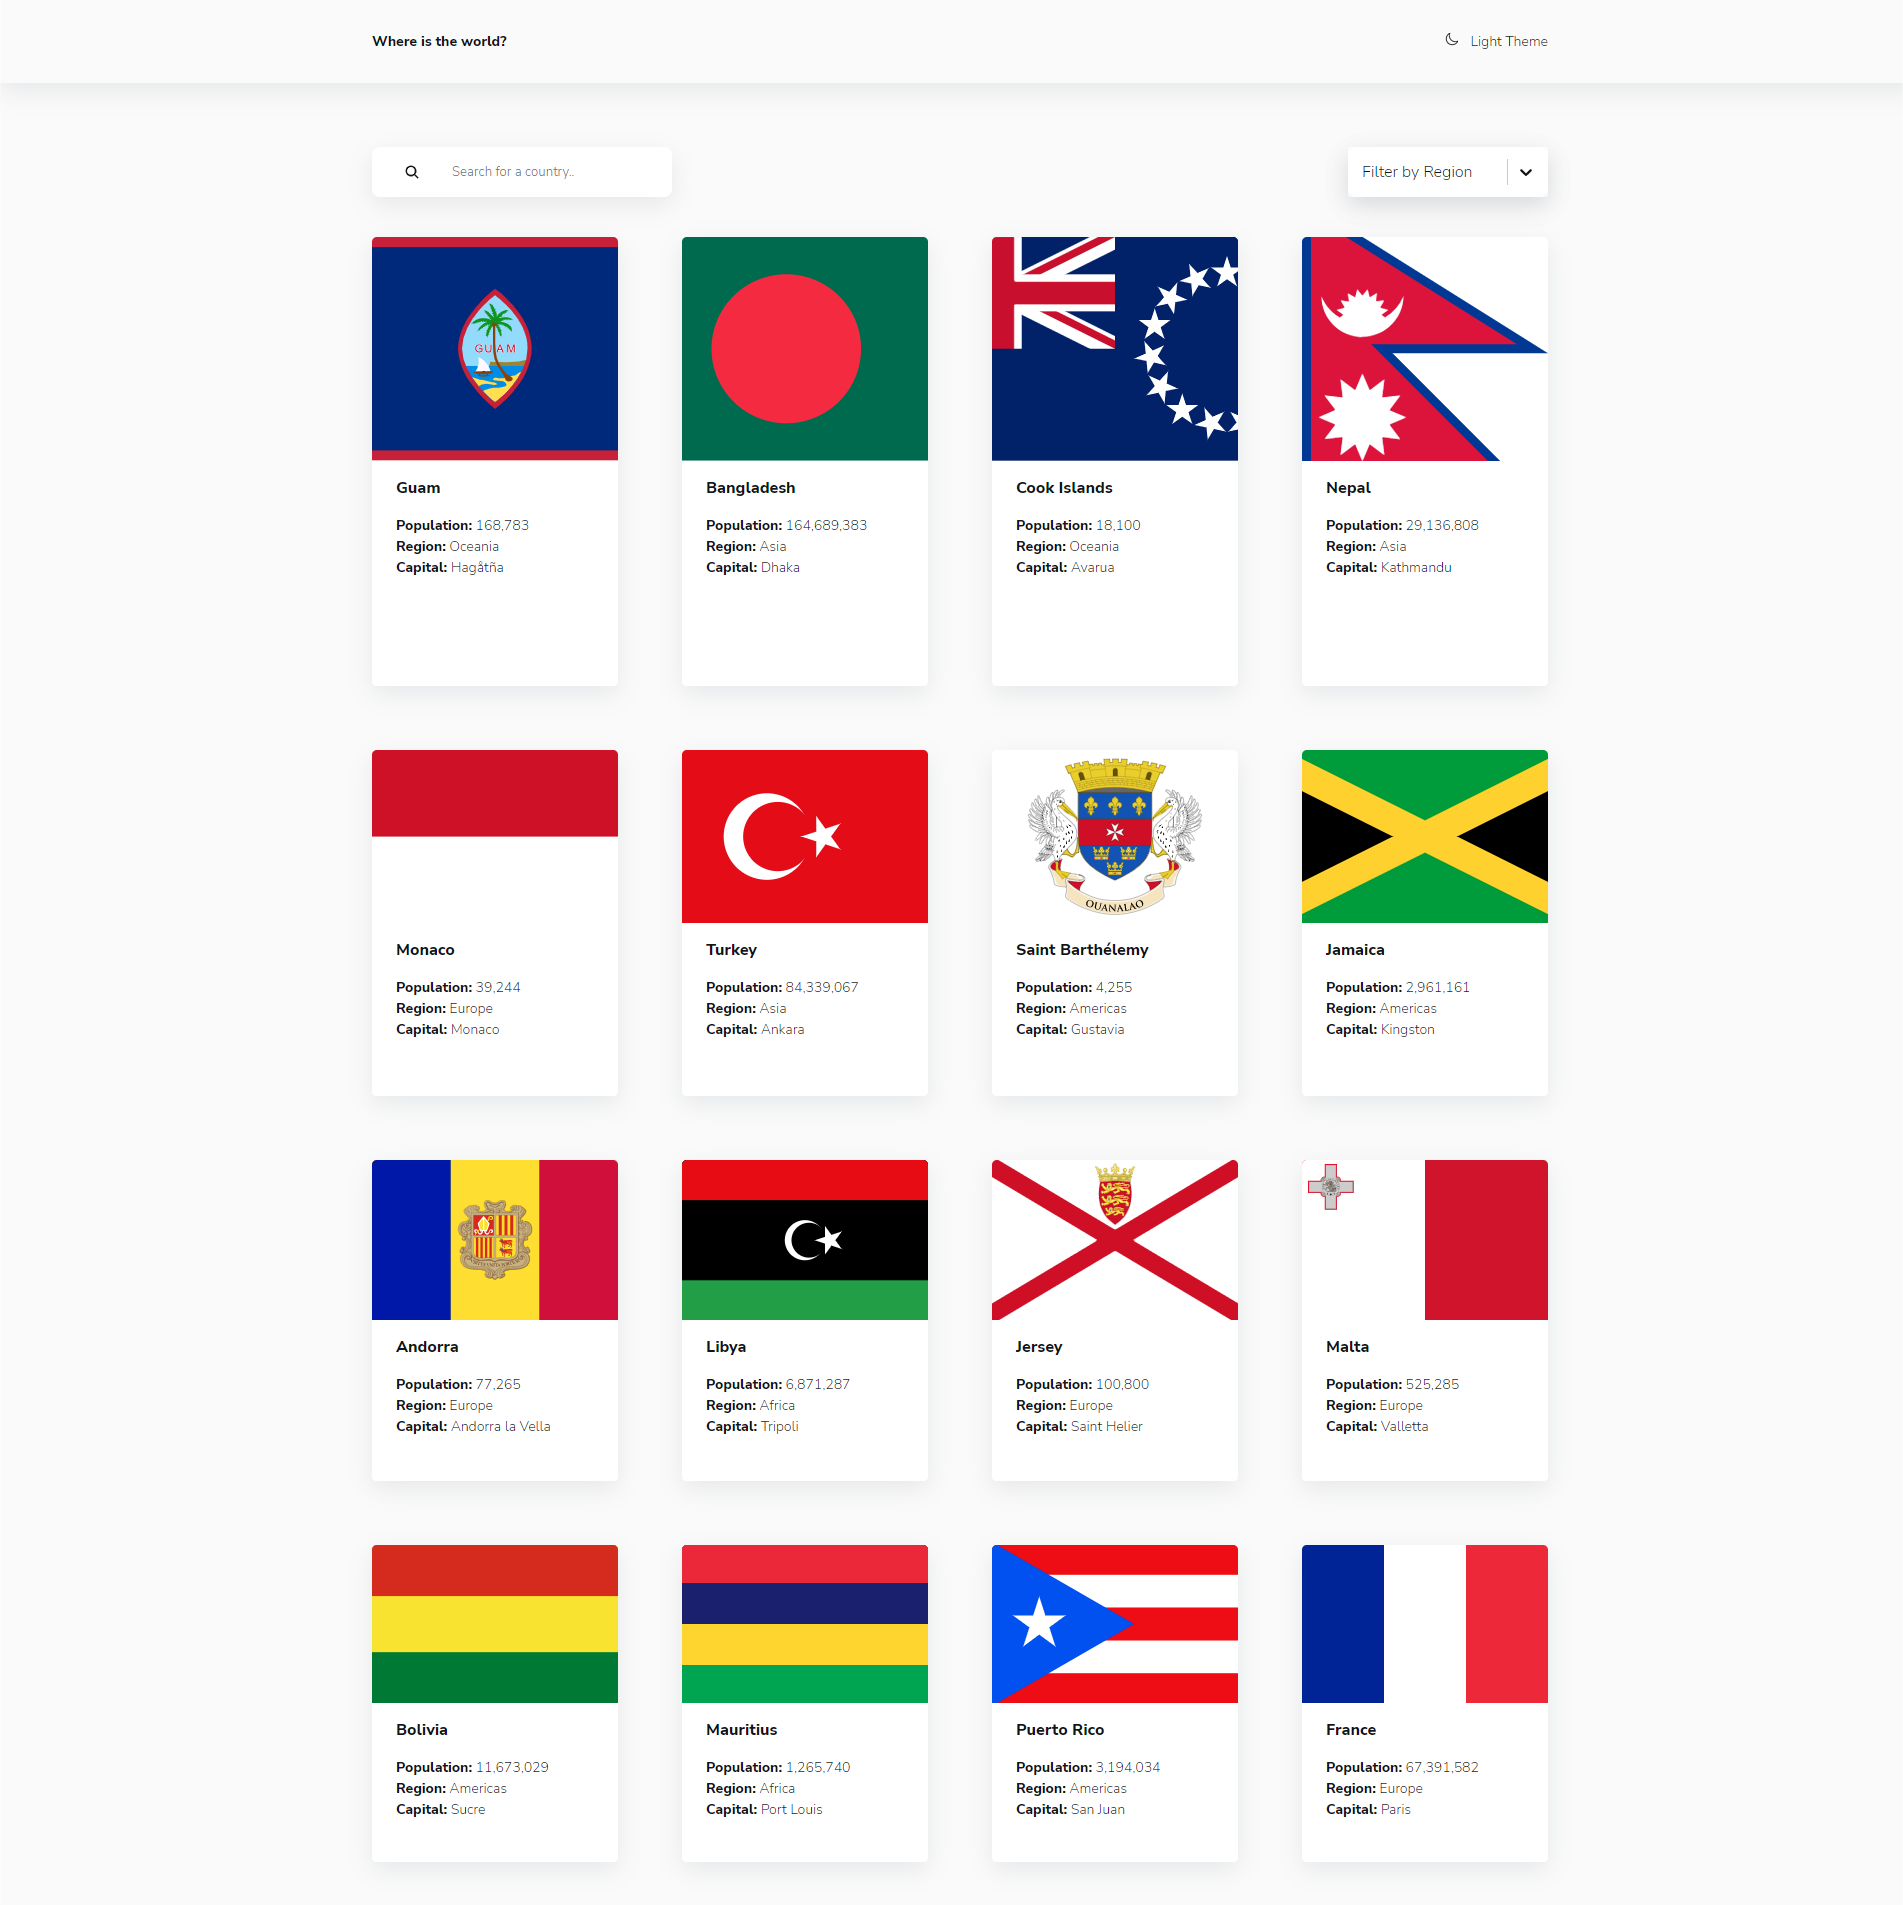 Where is the world?
Light Theme
Search for a country..
Filter by Region
GUAM
Guam
Population: 168,783
Region: Oceania
Capital: Hagåtña
Bangladesh
Population: 164,689,383
Region: Asia
Capital: Dhaka
Cook Islands
Population: 18,100
Region: Oceania
Capital: Avarua
Nepal
Population: 29,136,808
Region: Asia
Capital: Kathmandu
Monaco
Population: 39,244
Region: Europe
Capital: Monaco
Turkey
Population: 84,339,067
Region: Asia
Capital: Ankara
OUANALAO
Saint Barthélemy
Population: 4,255
Region: Americas
Capital: Gustavia
Jamaica
Population: 2,961,161
Region: Americas
Capital: Kingston
Andorra
Population: 77,265
Region: Europe
Capital: Andorra la Vella
Libya
Population: 6,871,287
Region: Africa
Capital: Tripoli
Jersey
Population: 100,800
Region: Europe
Capital: Saint Helier
Malta
Population: 525,285
Region: Europe
Capital: Valletta
Bolivia
Population: 11,673,029
Region: Americas
Capital: Sucre
Mauritius
Population: 1,265,740
Region: Africa
Capital: Port Louis
Puerto Rico
Population: 3,194,034
Region: Americas
Capital: San Juan
France
Population: 67,391,582
Region: Europe
Capital: Paris